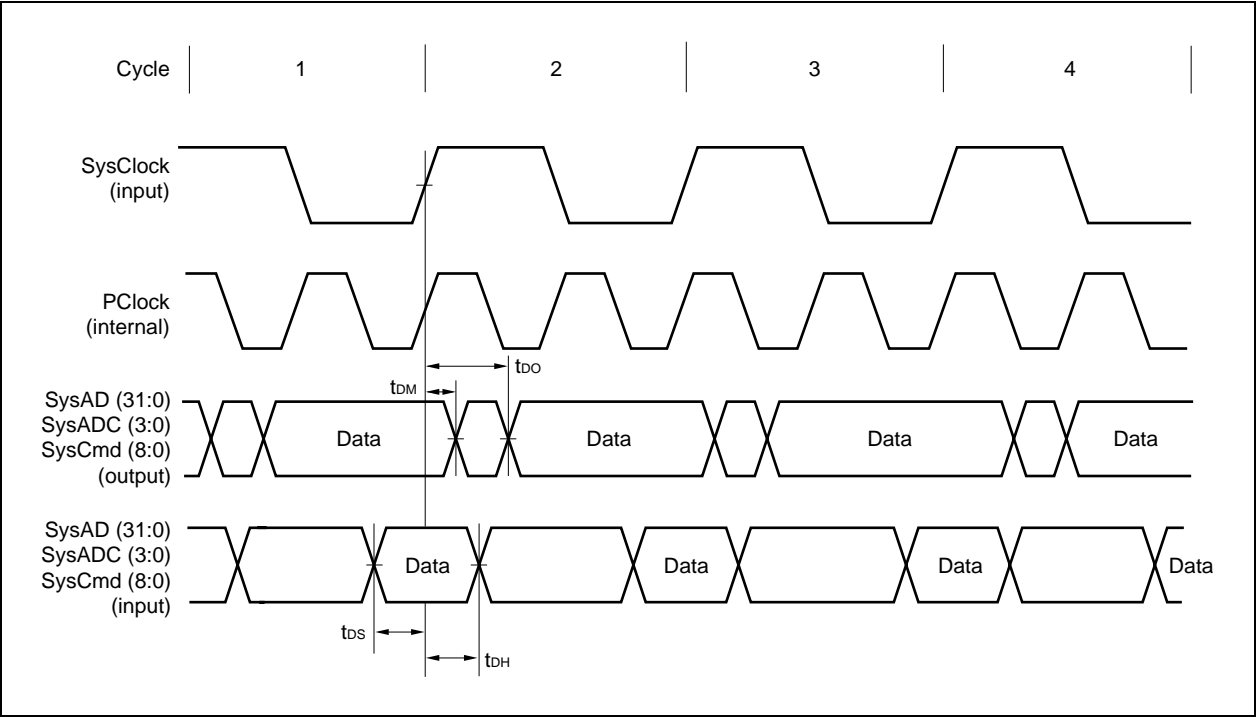 Cycle 1 2 3 4
SysClock
(input)
PClock
(internal)
tDO
tDM
SysAD (31:0)
SysADC (3:0)
SysCmd (8:0)
(output)
Data Data Data Data
SysAD (31:0)
SysADC (3:0)
SysCmd (8:0)
(input)
Data Data Data Data
tDS
tDH